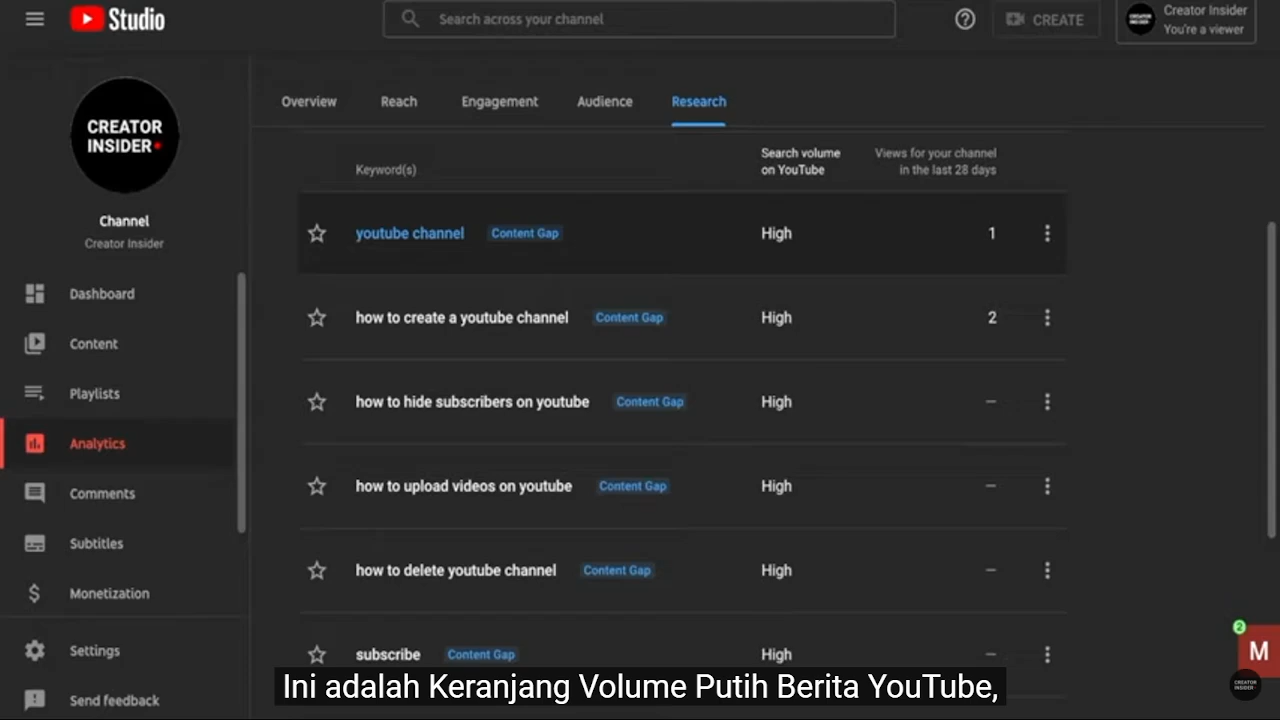 Studio
Search across your channel
CREATE
Creator Insider
You're a viewer
CREATOR
INSIDER
Channel
Creator Insider
Dashboard
Content
Playlists
Analytics
Comments
Subtitles
Monetization
Settings
Send feedback
Overview Reach Engagement Audience Research
Keyword(s)
Search volume
on YouTube
Views for your channel
in the last 28 days
youtube channel Content Gap High 1
how to create a youtube channel Content Gap High 2
how to hide subscribers on youtube Content Gap High –
how to upload videos on youtube Content Gap High –
how to delete youtube channel Content Gap High –
subscribe Content Gap High –
2
M
CREATOR
INSIDER
Ini adalah Keranjang Volume Putih Berita YouTube,